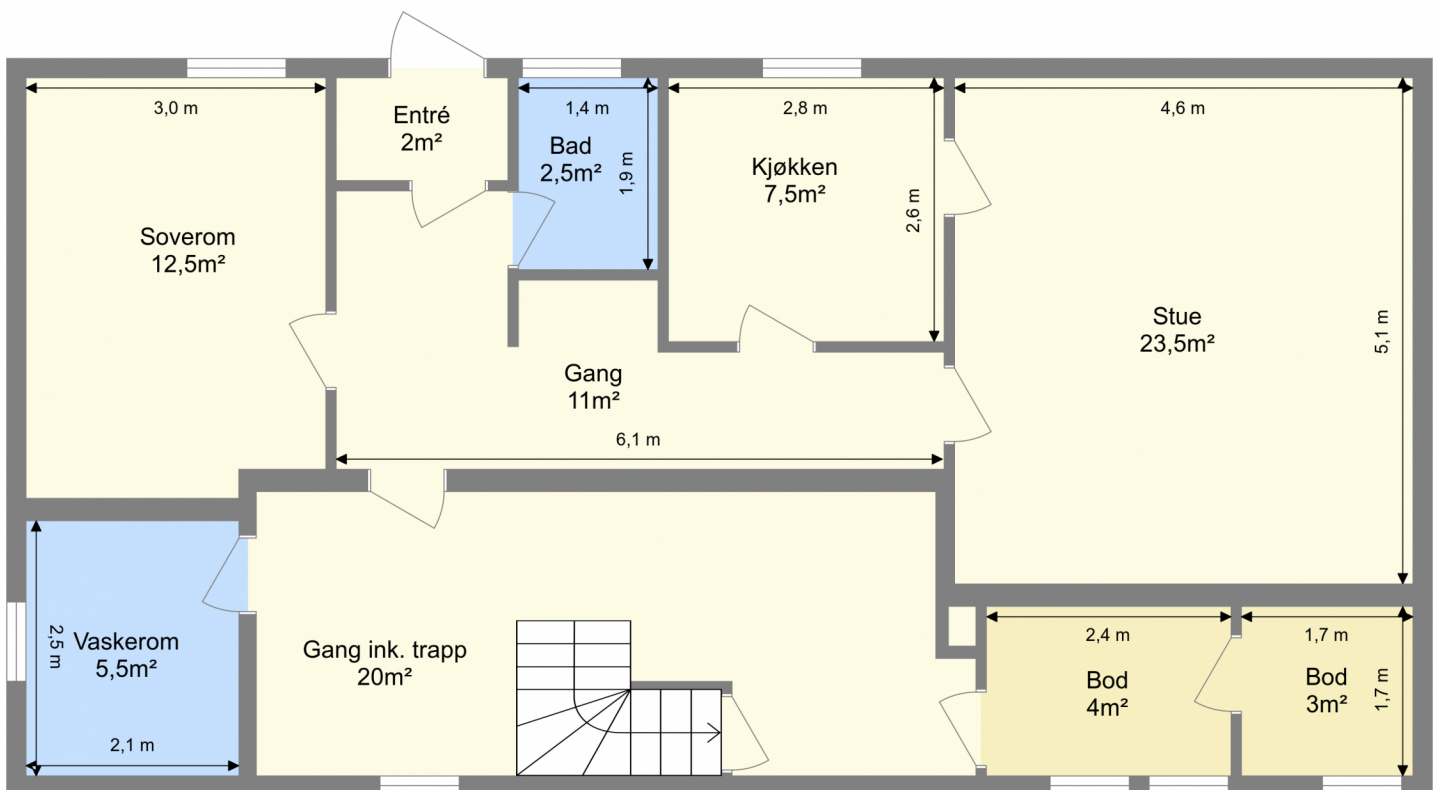 3,0 m
Entré
2m²
1,4 m
Bad
2,5m²
1,9 m
2,8 m
Kjøkken
7,5m²
2,6 m
4,6 m
Soverom
12,5m²
Stue
23,5m²
5,1 m
Gang
11m²
6,1 m
Vaskerom
5,5m²
2,5 m
2,1 m
Gang ink. trapp
20m²
2,4 m
Bod
4m²
1,7 m
Bod
3m²
1,7 m